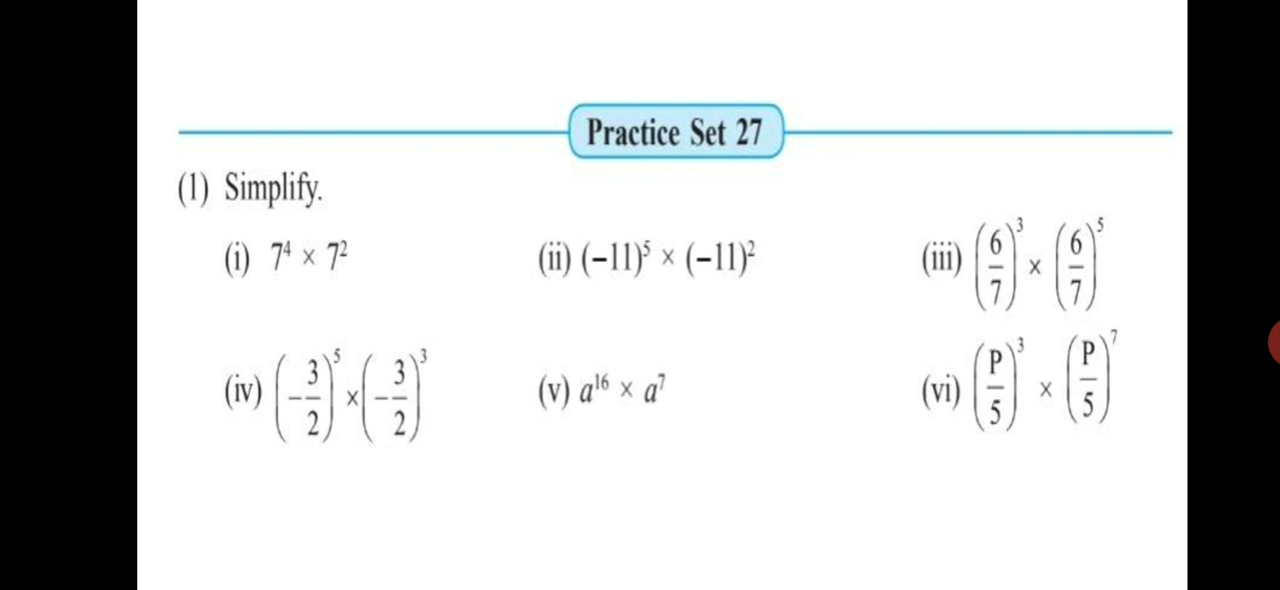 Practice Set 27
(1) Simplify.
(i) 7⁴ × 7² (ii) (−11)⁵ × (−11)² (iii) (6/7)³ × (6/7)⁵
(iv) (−3/2)⁵ × (−3/2)³ (v) a¹⁶ × a⁷ (vi) (P/5)³ × (P/5)⁷